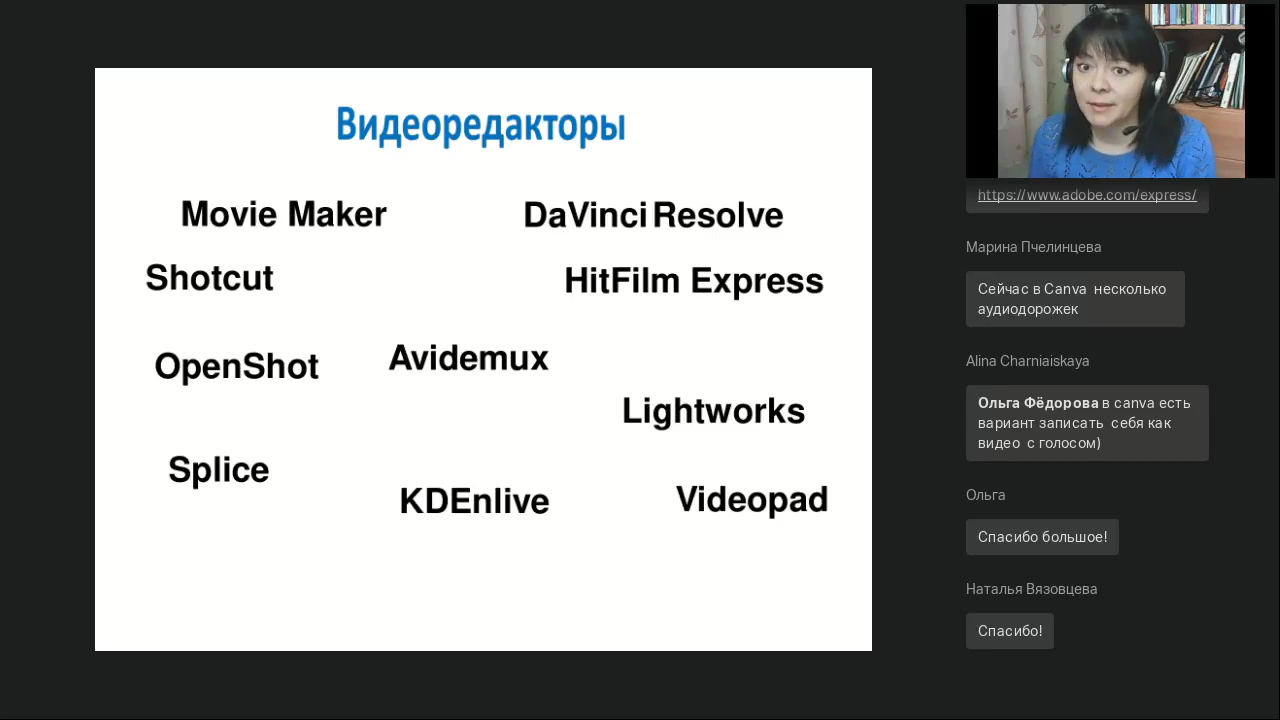 Видеоредакторы
Movie Maker
DaVinci Resolve
Shotcut
HitFilm Express
OpenShot
Avidemux
Lightworks
Splice
KDEnlive
Videopad
https://www.adobe.com/express/
Марина Пчелинцева
Сейчас в Canva несколько
аудиодорожек
Alina Charniaiskaya
Ольга Фёдорова в canva есть
вариант записать себя как
видео с голосом)
Ольга
Спасибо большое!
Наталья Вязовцева
Спасибо!